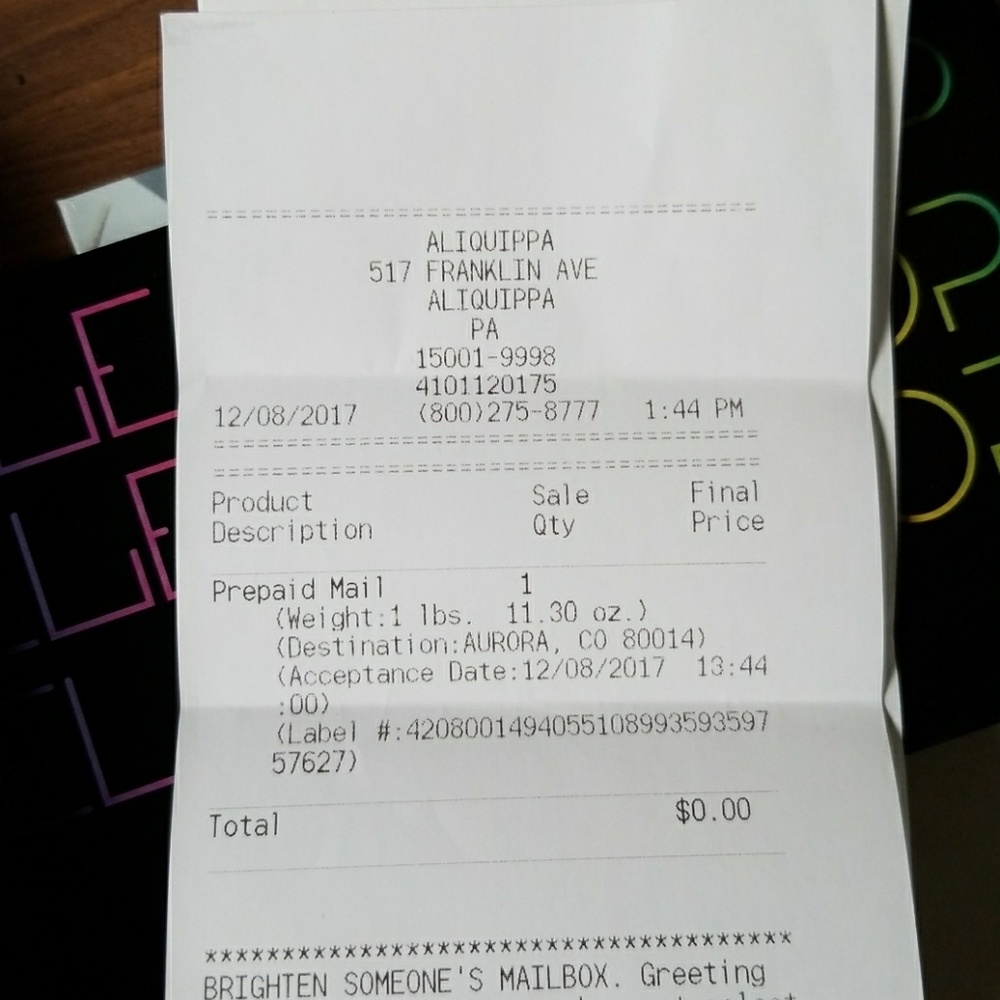 ALIQUIPPA
517 FRANKLIN AVE
ALIQUIPPA
PA
15001-9998
4101120175
12/08/2017 (800)275-8777 1:44 PM
Product Sale Final
Description Qty Price
Prepaid Mail 1
(Weight:1 lbs. 11.30 oz.)
(Destination:AURORA, CO 80014)
(Acceptance Date:12/08/2017 13:44
:00)
(Label #:4208001494055108993593597
57627)
Total $0.00
***************************************
BRIGHTEN SOMEONE'S MAILBOX. Greeting